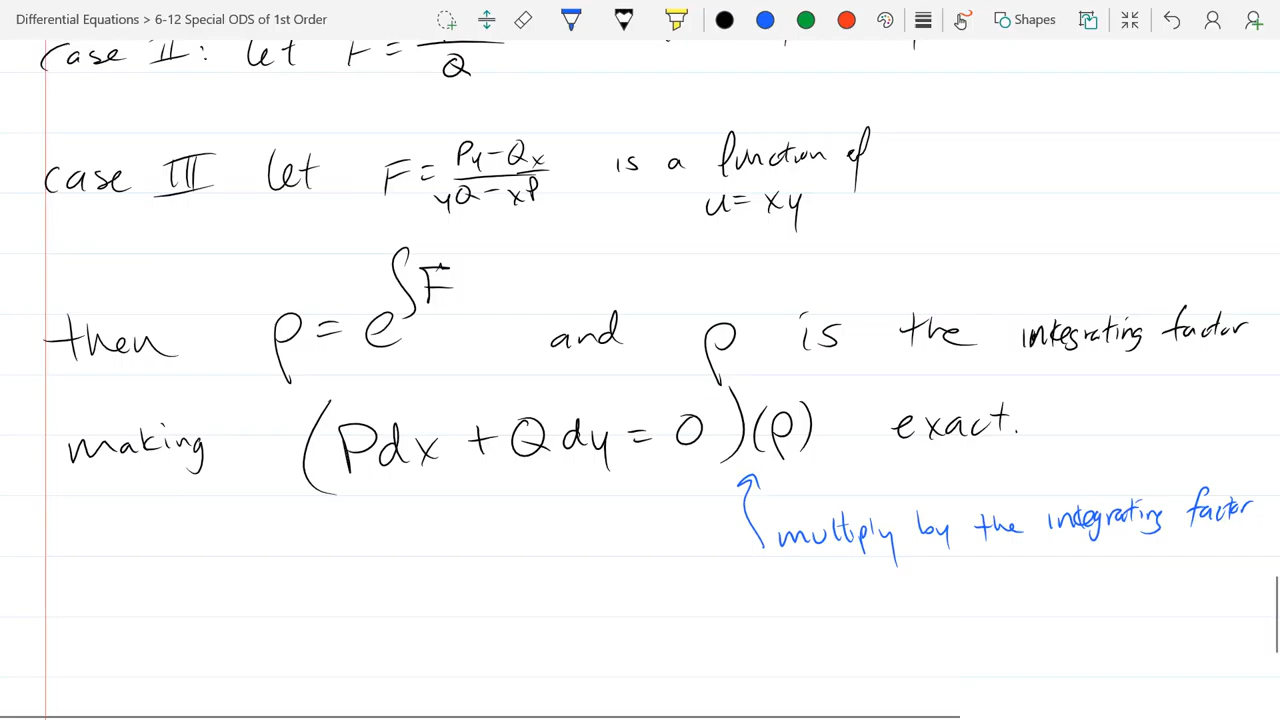 Differential Equations > 6-12 Special ODS of 1st Order
Shapes
Case II: let F = Q
case III let F = Py - Qx / yQ - xP is a function of
u = xy
then ρ = e^∫F and ρ is the integrating factor
making (Pdx + Qdy = 0)(ρ) exact.
multiply by the integrating factor